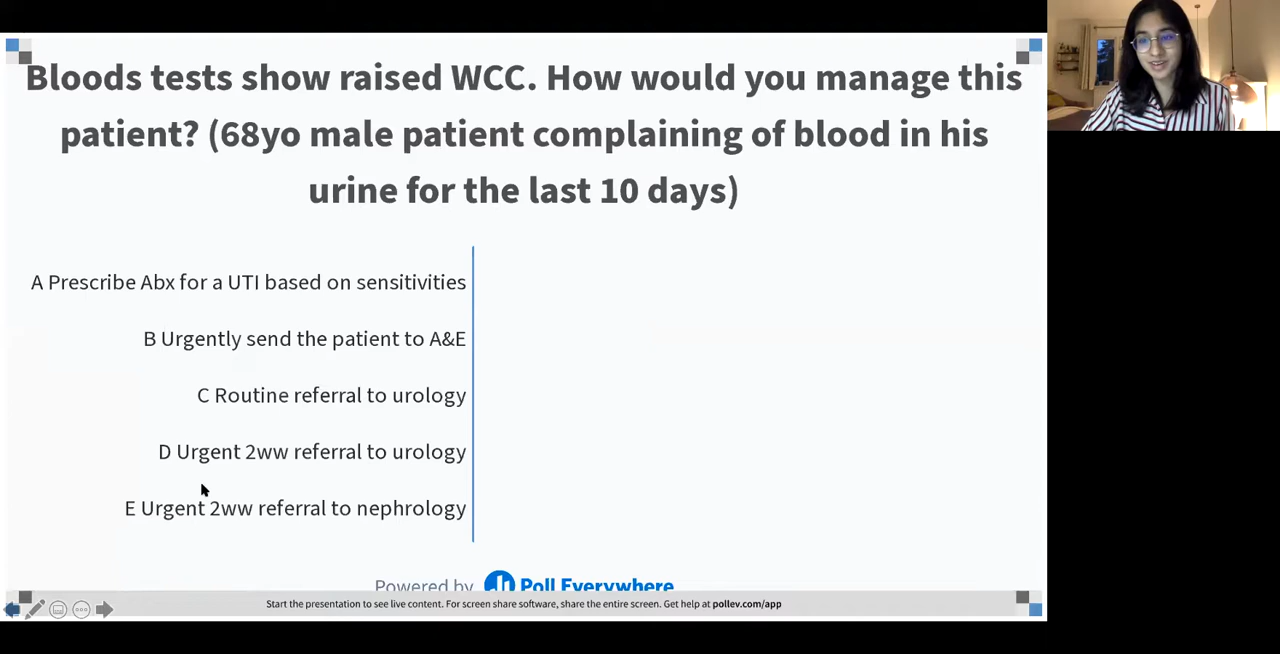 Bloods tests show raised WCC. How would you manage this
patient? (68yo male patient complaining of blood in his
urine for the last 10 days)
A Prescribe Abx for a UTI based on sensitivities
B Urgently send the patient to A&E
C Routine referral to urology
D Urgent 2ww referral to urology
E Urgent 2ww referral to nephrology
Powered by Poll Everywhere
Start the presentation to see live content. For screen share software, share the entire screen. Get help at pollev.com/app